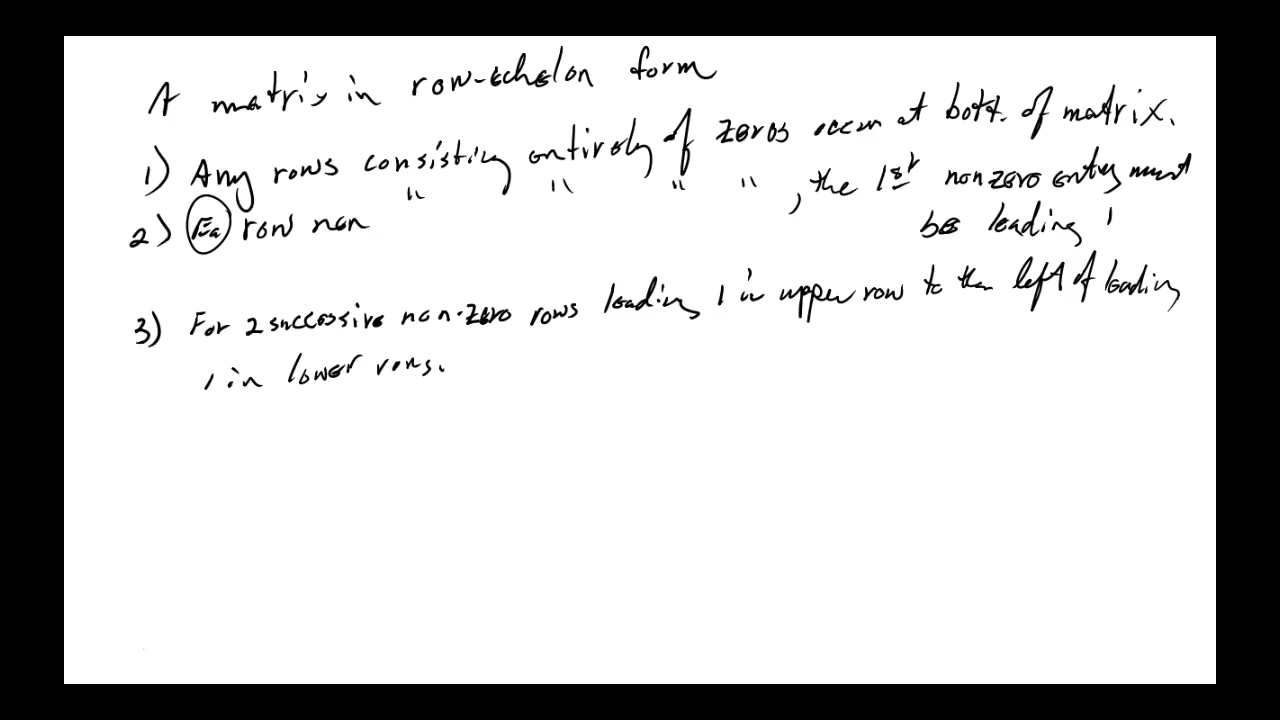 A matrix in row-echelon form
1) Any rows consisting entirely of zeros occur at bott. of matrix.
2) Ea row non " " " " , the 1st nonzero entry must
be leading 1
3) For 2 successive non-zero rows leading 1 in upper row to the left of leading
1 in lower rows.